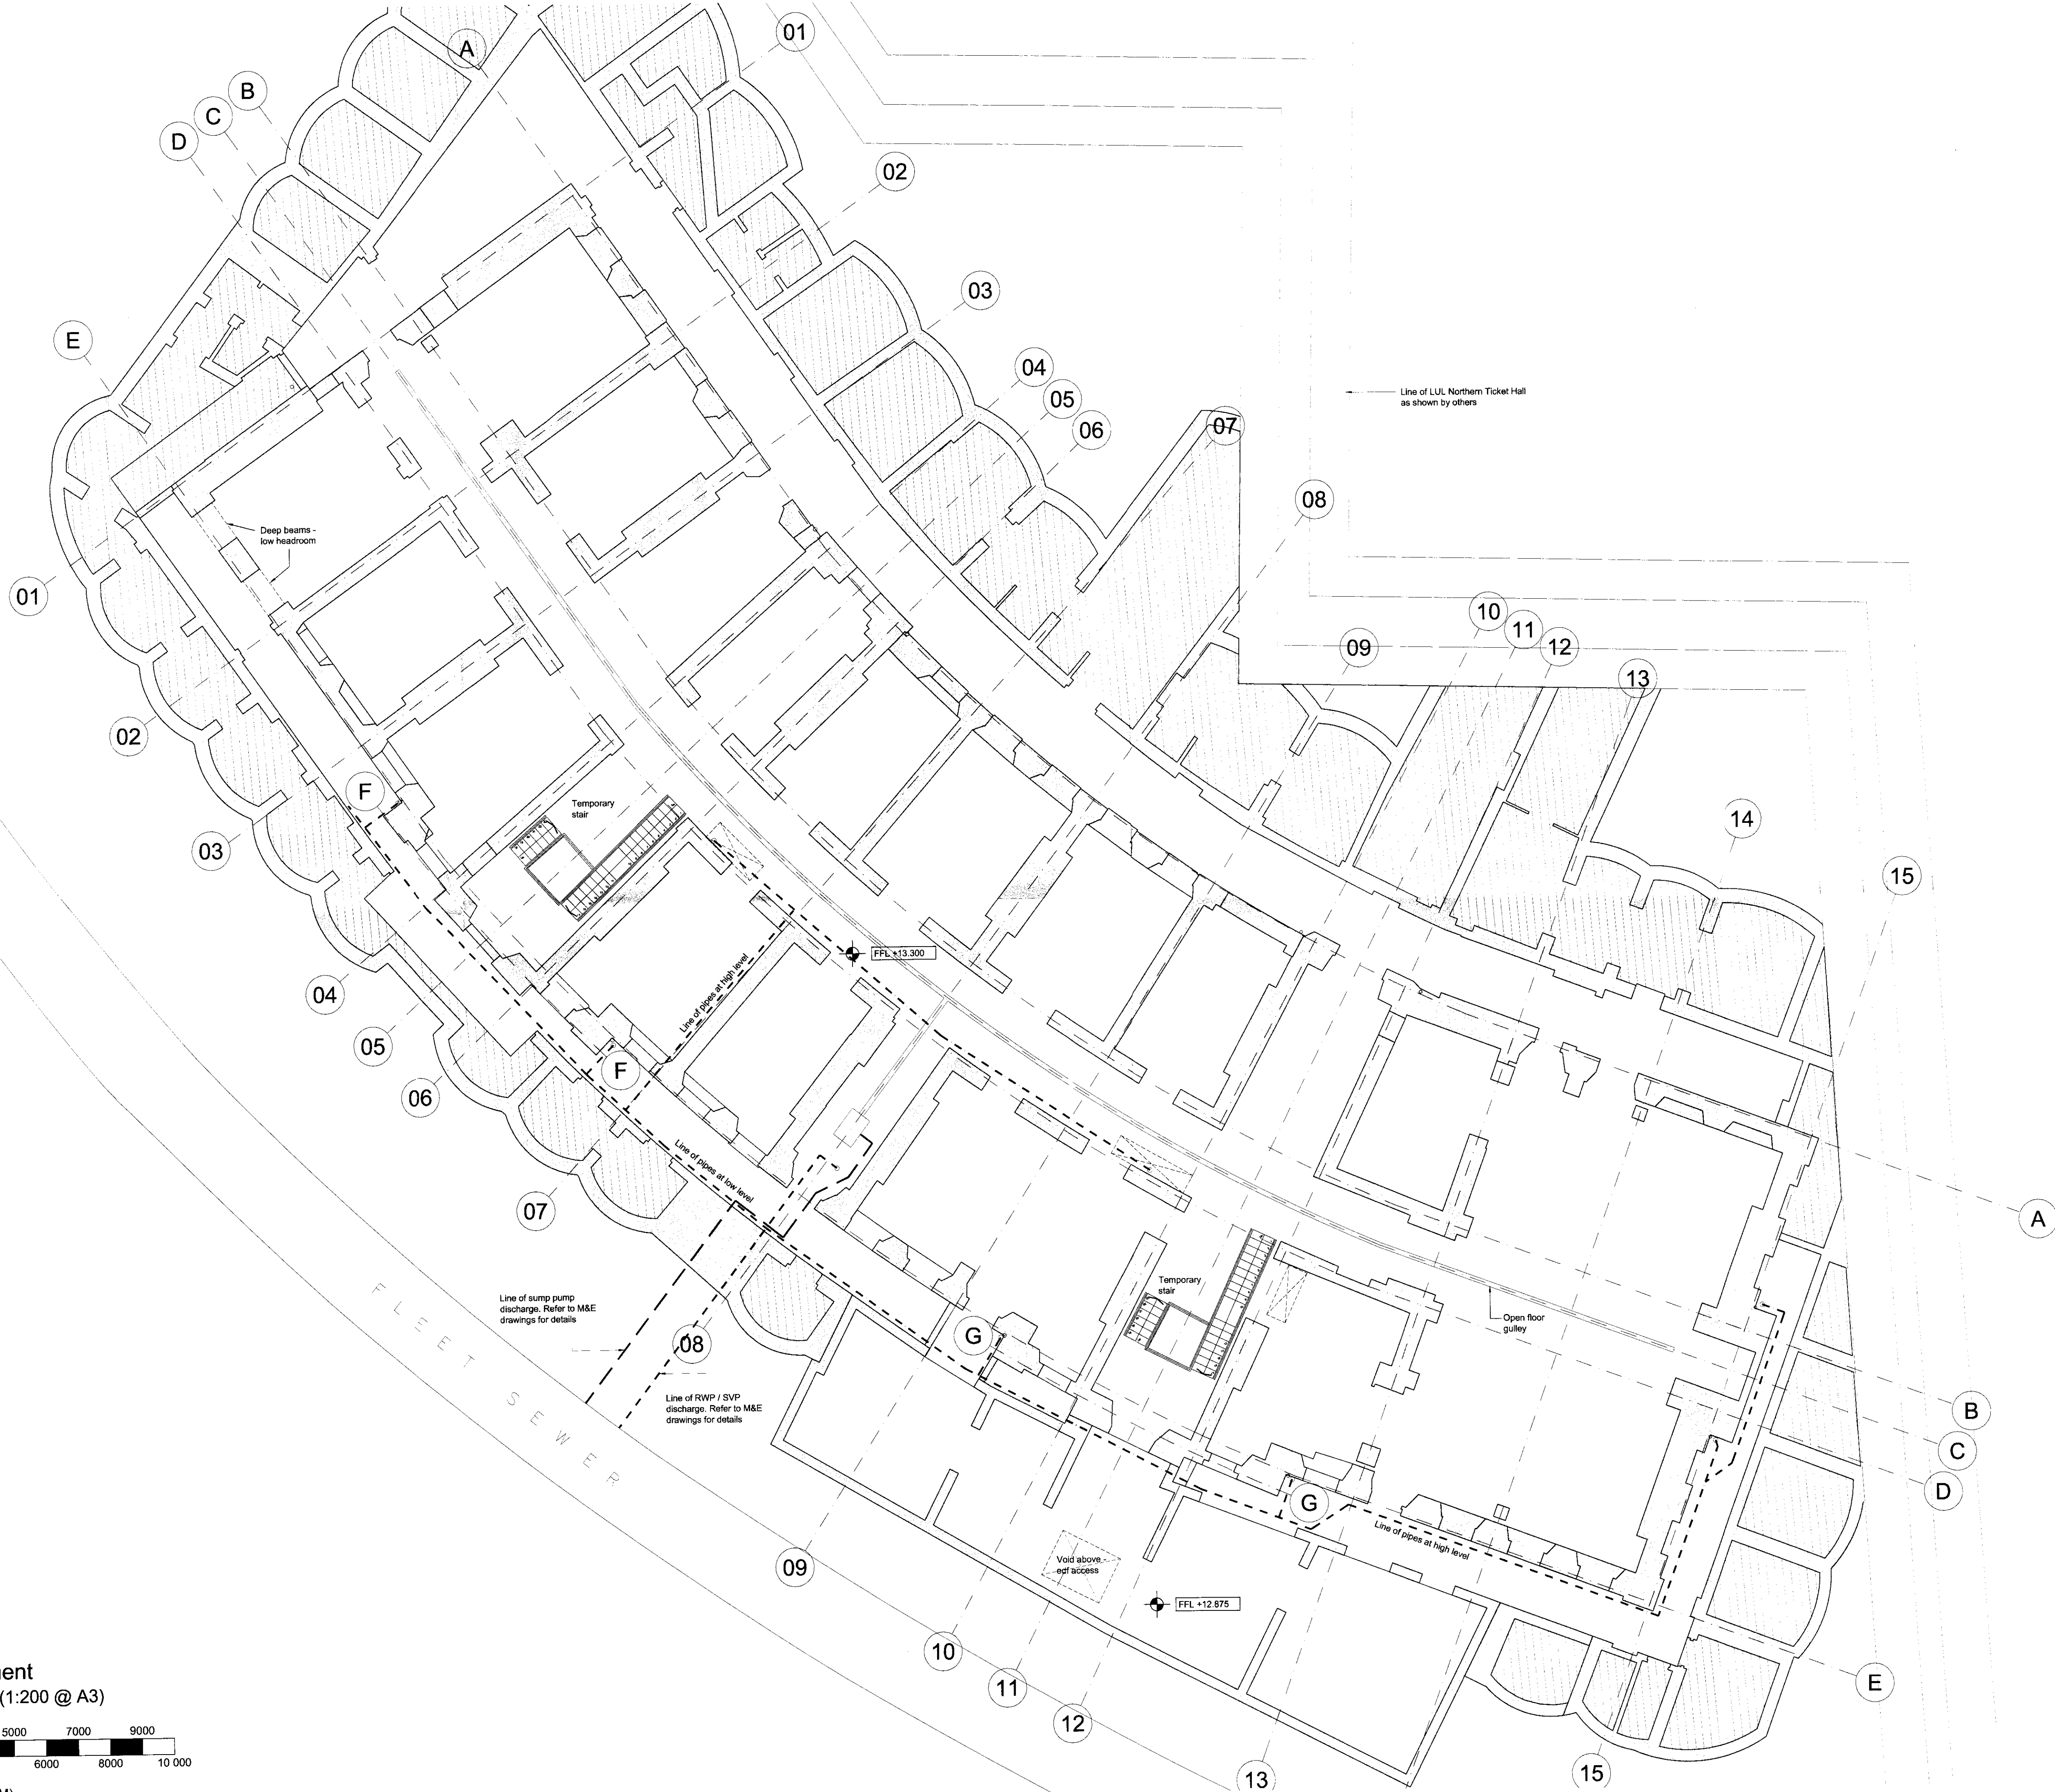 A
01
B
C
D
02
E
03
04
05
06
07
Line of LUL Northern Ticket Hall
as shown by others
08
Deep beams -
low headroom
01
10
11
12
09
13
02
F
Temporary
stair
03
14
15
FFL +13.300
Line of pipes at high level
04
05
F
06
Line of pipes at low level
07
A
Temporary
stair
Line of sump pump
discharge. Refer to M&E
drawings for details
FLEET SEWER
08
G
Open floor
gulley
Line of RWP / SVP
discharge. Refer to M&E
drawings for details
B
C
D
G
Line of pipes at high level
09
Void above -
edf access
FFL +12.875
10
11
12
E
13
15
(1:200 @ A3)
5000
7000
9000
6000
8000
10 000